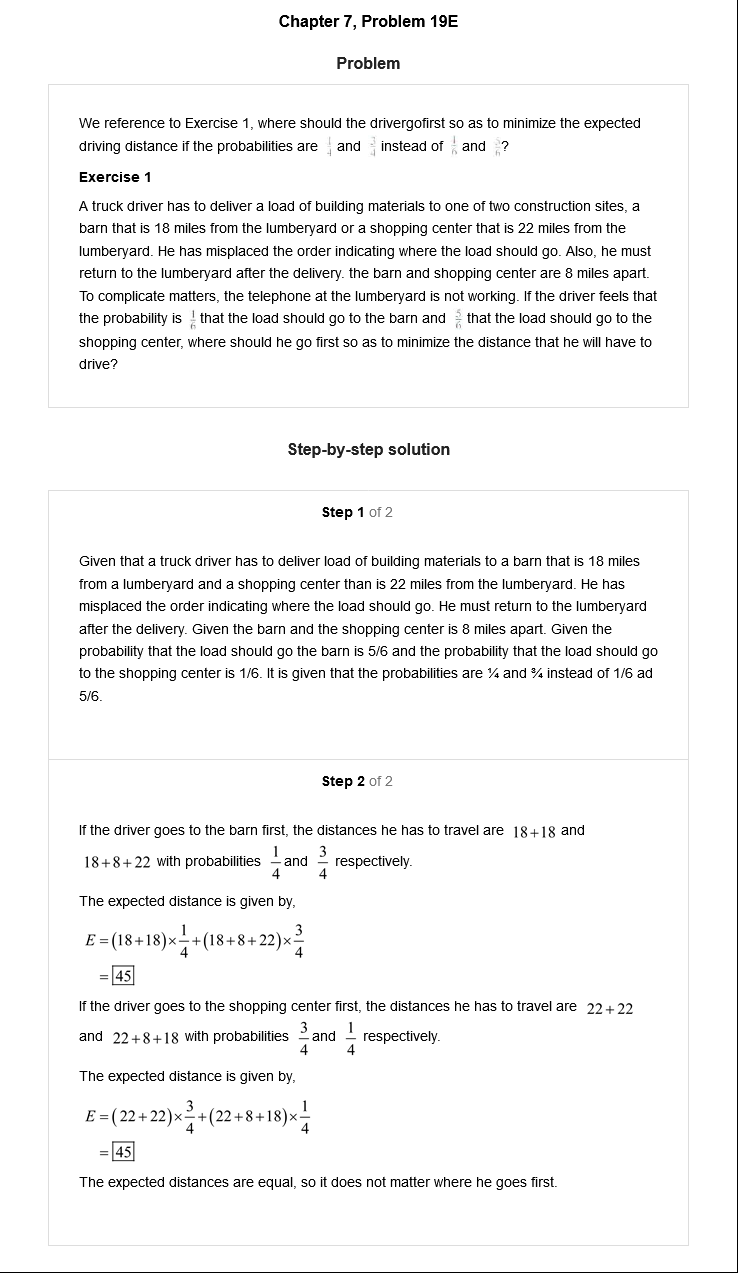 Chapter 7, Problem 19E
Problem
We reference to Exercise 1, where should the drivergofirst so as to minimize the expected
driving distance if the probabilities are 1/4 and 3/4 instead of 1/6 and 5/6?
Exercise 1
A truck driver has to deliver a load of building materials to one of two construction sites, a
barn that is 18 miles from the lumberyard or a shopping center that is 22 miles from the
lumberyard. He has misplaced the order indicating where the load should go. Also, he must
return to the lumberyard after the delivery. the barn and shopping center are 8 miles apart.
To complicate matters, the telephone at the lumberyard is not working. If the driver feels that
the probability is 1/6 that the load should go to the barn and 5/6 that the load should go to the
shopping center, where should he go first so as to minimize the distance that he will have to
drive?
Step-by-step solution
Step 1 of 2
Given that a truck driver has to deliver load of building materials to a barn that is 18 miles
from a lumberyard and a shopping center than is 22 miles from the lumberyard. He has
misplaced the order indicating where the load should go. He must return to the lumberyard
after the delivery. Given the barn and the shopping center is 8 miles apart. Given the
probability that the load should go the barn is 5/6 and the probability that the load should go
to the shopping center is 1/6. It is given that the probabilities are ¼ and ¾ instead of 1/6 ad
5/6.
Step 2 of 2
If the driver goes to the barn first, the distances he has to travel are 18+18 and
18+8+22 with probabilities 1/4 and 3/4 respectively.
The expected distance is given by,
E = (18+18)×1/4+(18+8+22)×3/4
= 45
If the driver goes to the shopping center first, the distances he has to travel are 22+22
and 22+8+18 with probabilities 3/4 and 1/4 respectively.
The expected distance is given by,
E = (22+22)×3/4+(22+8+18)×1/4
= 45
The expected distances are equal, so it does not matter where he goes first.